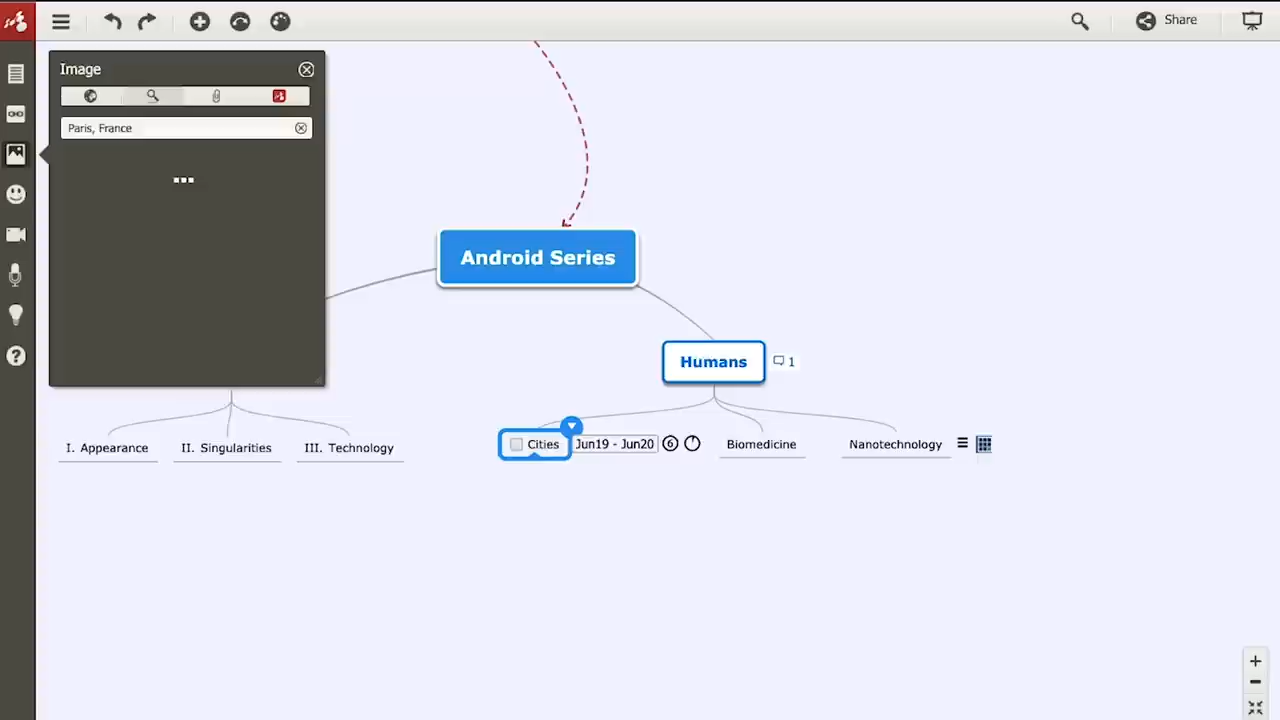 Share
Image
Paris, France
Android Series
Humans
1
I. Appearance
II. Singularities
III. Technology
Cities
Jun19 - Jun20
6
Biomedicine
Nanotechnology